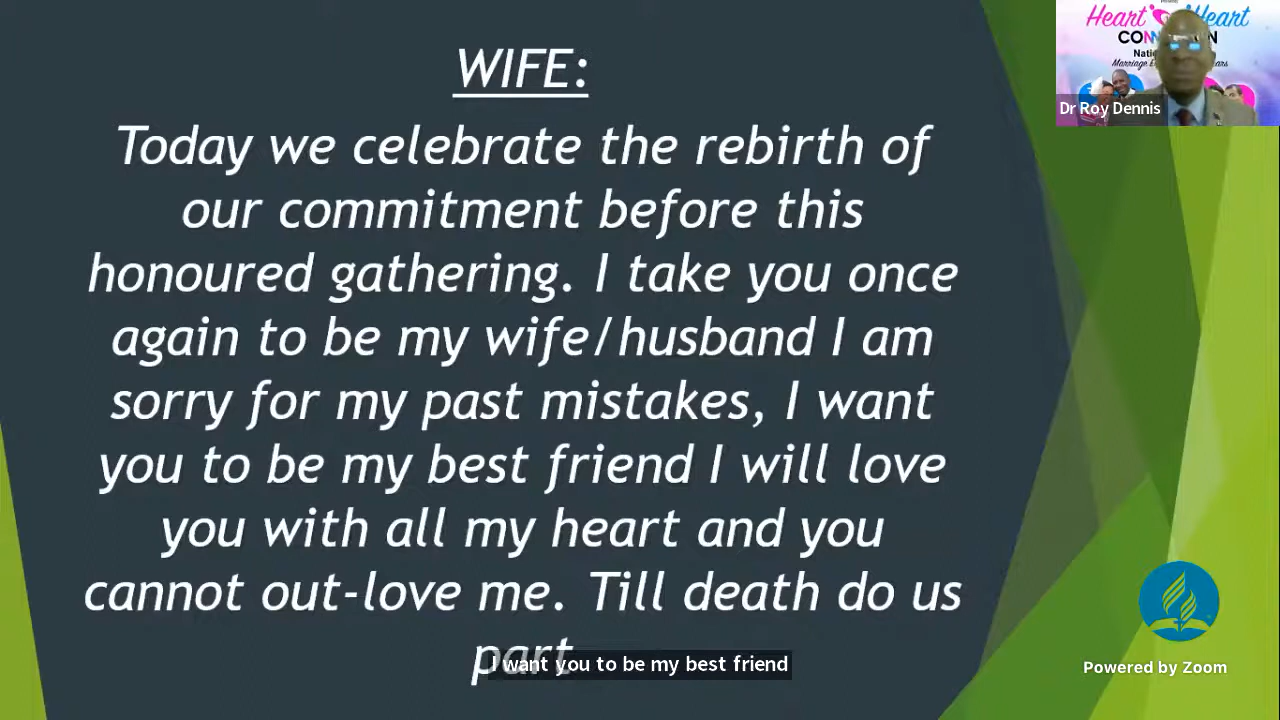 WIFE:
Today we celebrate the rebirth of
our commitment before this
honoured gathering. I take you once
again to be my wife/husband I am
sorry for my past mistakes, I want
you to be my best friend I will love
you with all my heart and you
cannot out-love me. Till death do us
part
I want you to be my best friend
Heart Heart
Dr Roy Dennis
Powered by Zoom